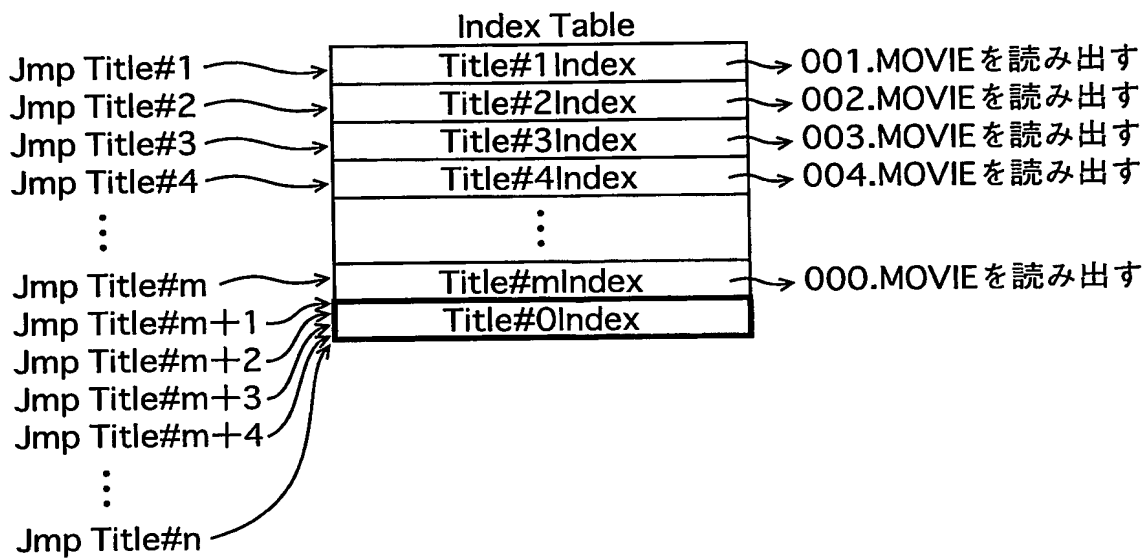 Index Table
Jmp Title#1 Title#1Index 001.MOVIEを読み出す
Jmp Title#2 Title#2Index 002.MOVIEを読み出す
Jmp Title#3 Title#3Index 003.MOVIEを読み出す
Jmp Title#4 Title#4Index 004.MOVIEを読み出す
Jmp Title#m Title#mIndex 000.MOVIEを読み出す
Jmp Title#m+1 Title#0Index
Jmp Title#m+2
Jmp Title#m+3
Jmp Title#m+4
Jmp Title#n